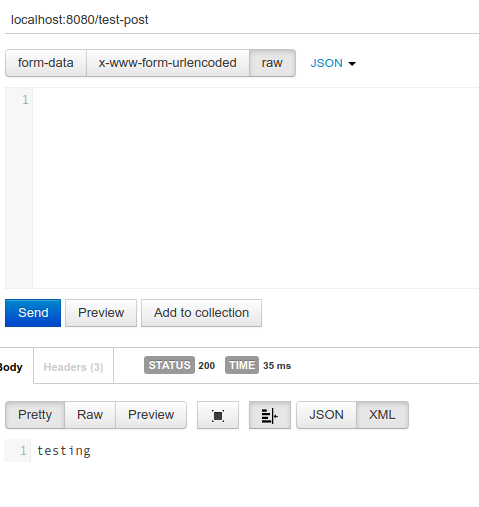 localhost:8080/test-post
form-data x-www-form-urlencoded raw JSON
1
Send Preview Add to collection
Body Headers (3) STATUS 200 TIME 35 ms
Pretty Raw Preview JSON XML
1 testing